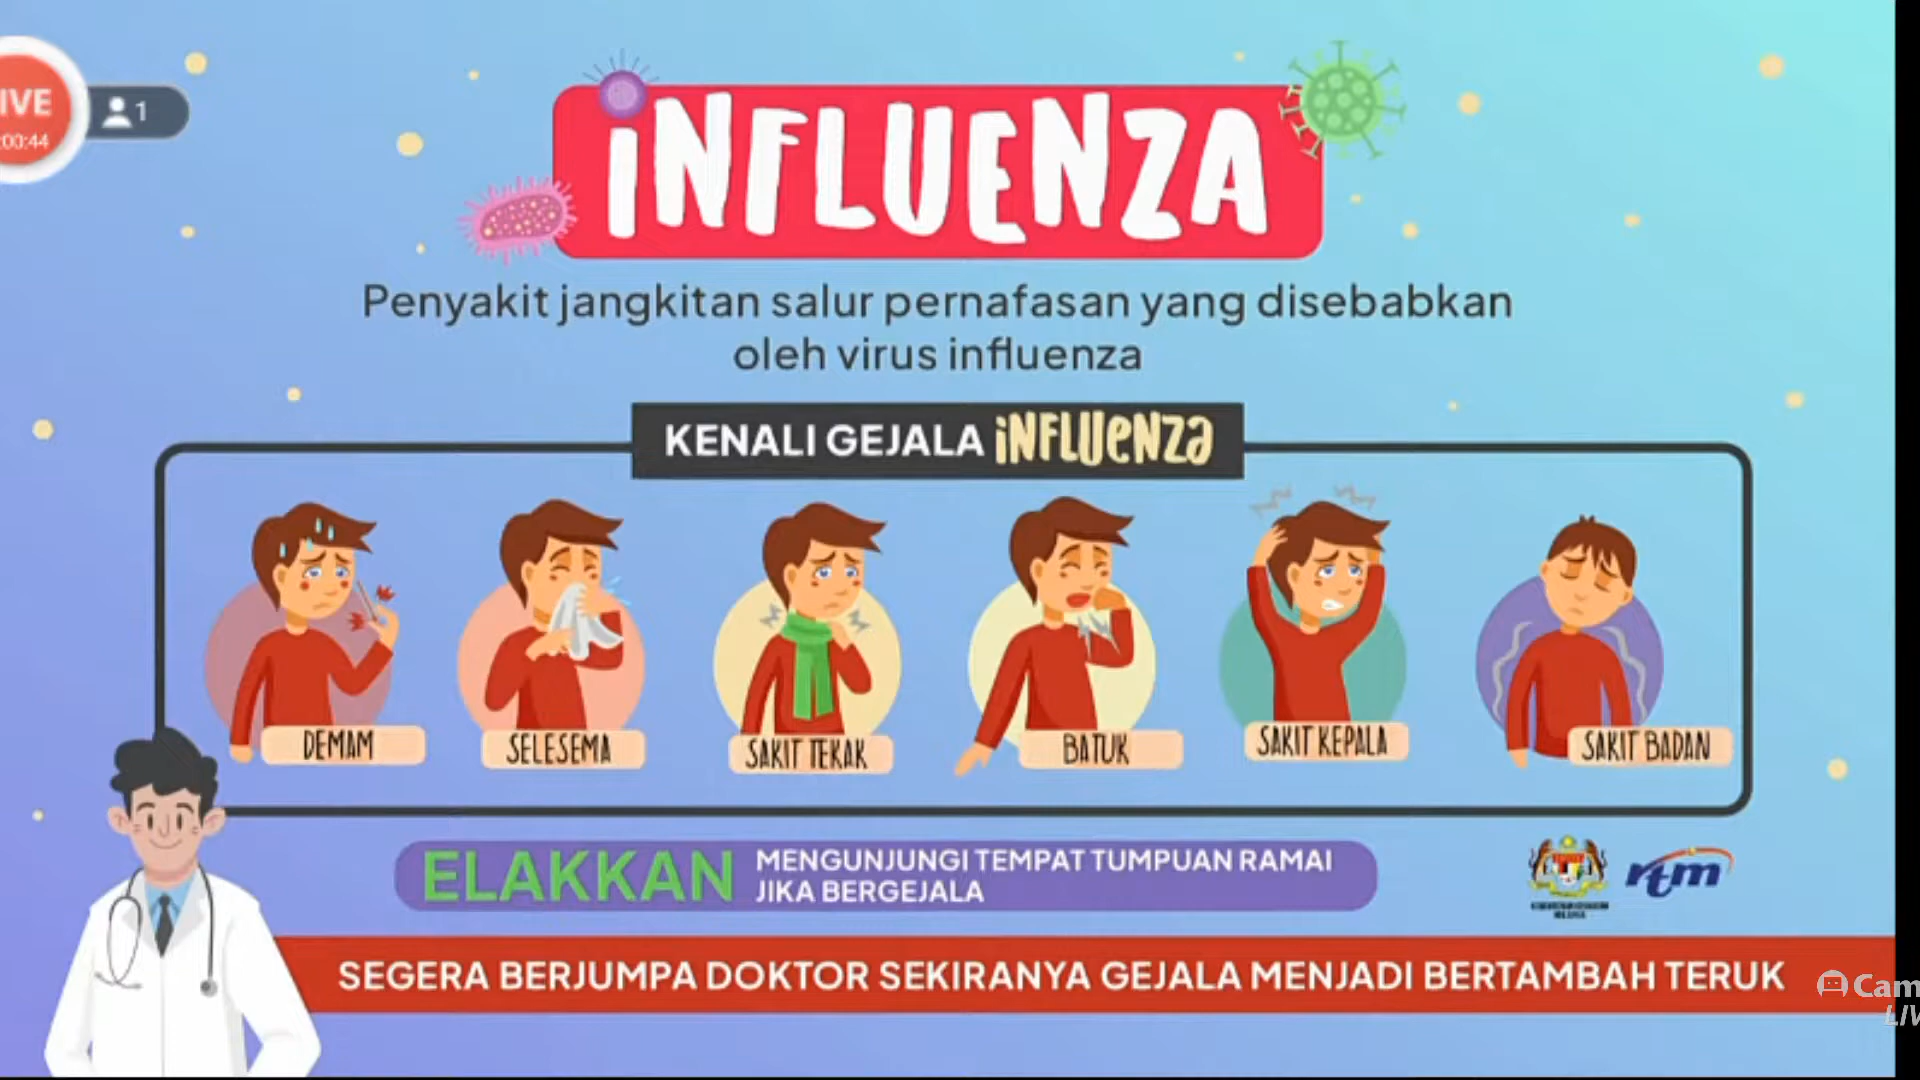 IVE
:00:44
1
iNFLUENZA
Penyakit jangkitan salur pernafasan yang disebabkan
oleh virus influenza
KENALI GEJALA iNFLUeNZa
DEMAM
SELESEMA
SAKIT TEKAK
BATUK
SAKIT KEPALA
SAKIT BADAN
ELAKKAN
MENGUNJUNGI TEMPAT TUMPUAN RAMAI
JIKA BERGEJALA
rtm
SEGERA BERJUMPA DOKTOR SEKIRANYA GEJALA MENJADI BERTAMBAH TERUK
Cam
LIV